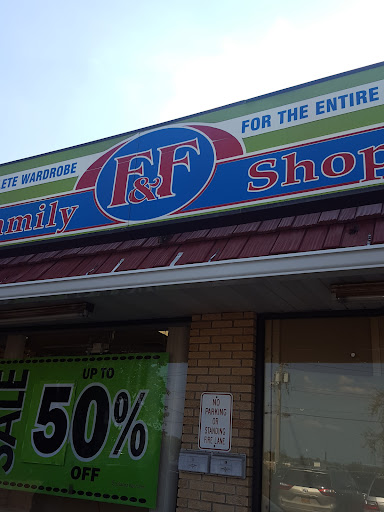 LETE WARDROBE
FOR THE ENTIRE
F&F
amily
Shop
SALE
UP TO
50%
OFF
NO
PARKING
OR
STANDING
FIRE LANE